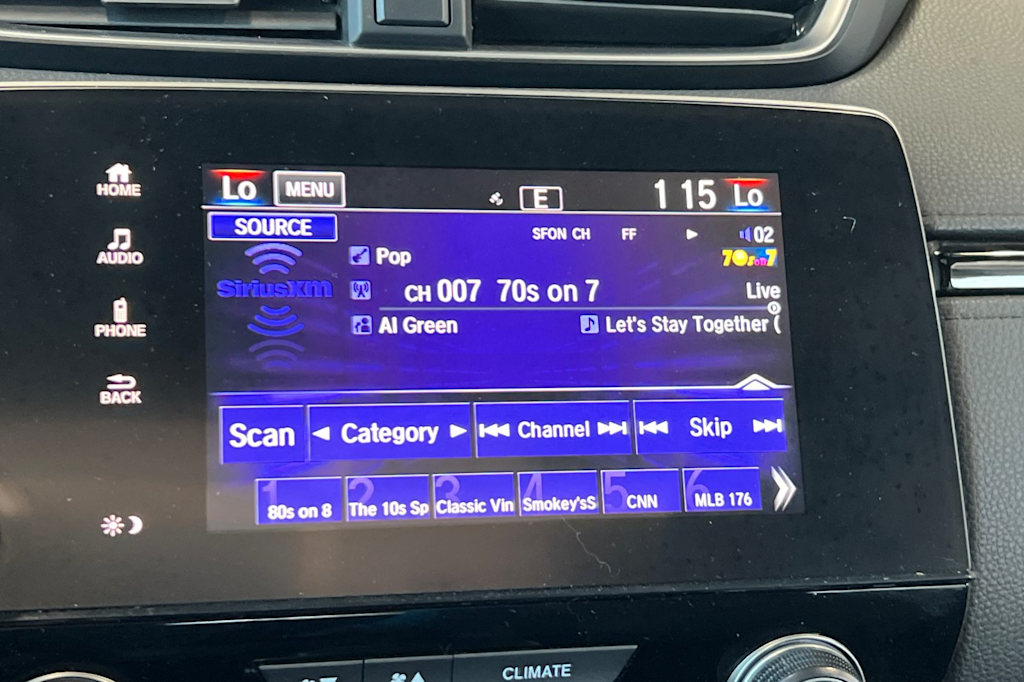 HOME
AUDIO
PHONE
BACK
Lo MENU E 1 15 Lo
SOURCE SFON CH FF 02
SiriusXM Pop 70s on 7
CH 007 70s on 7 Live
Al Green Let's Stay Together (
Scan Category Channel Skip
1 2 3 4 5 6
80s on 8 The 10s Sp Classic Vin Smokey'sS CNN MLB 176
CLIMATE